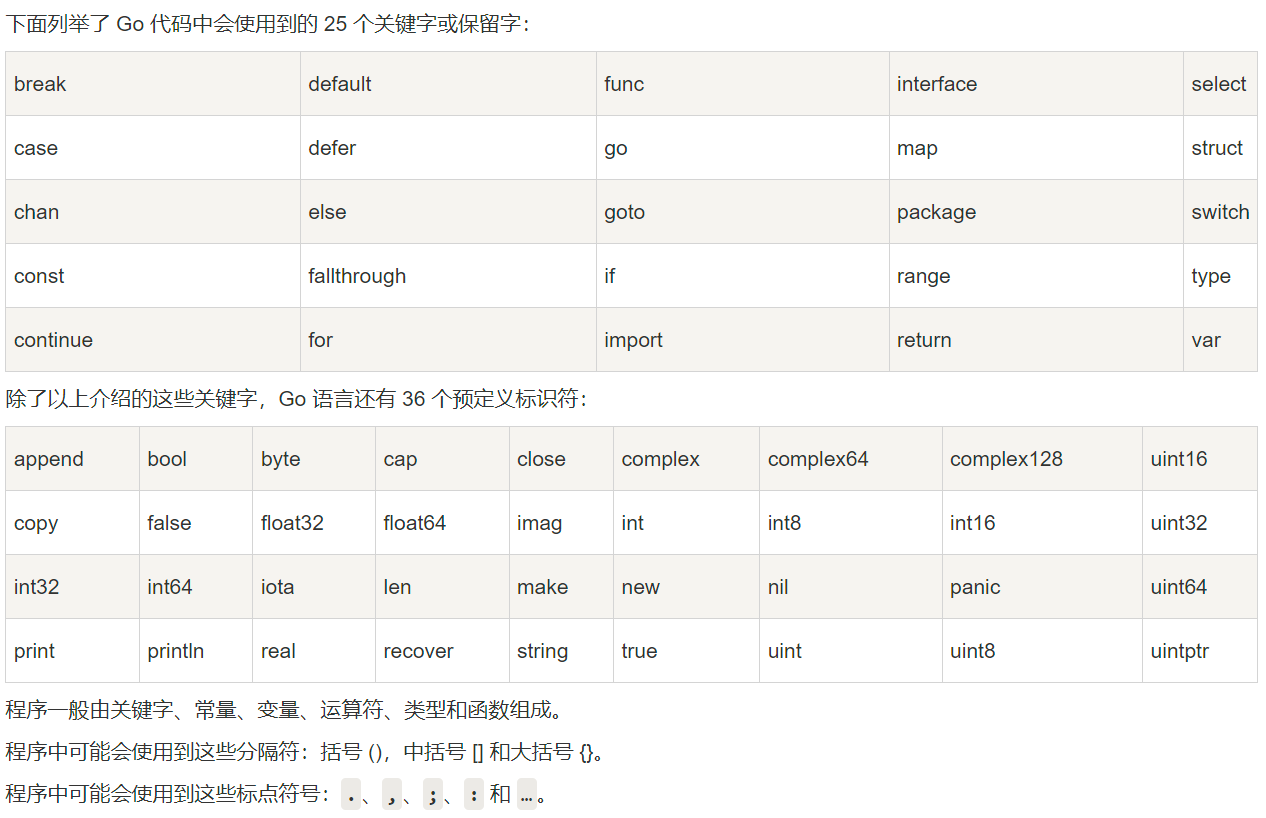 下面列举了 Go 代码中会使用到的 25 个关键字或保留字：
break default func interface select
case defer go map struct
chan else goto package switch
const fallthrough if range type
continue for import return var
除了以上介绍的这些关键字，Go 语言还有 36 个预定义标识符：
append bool byte cap close complex complex64 complex128 uint16
copy false float32 float64 imag int int8 int16 uint32
int32 int64 iota len make new nil panic uint64
print println real recover string true uint uint8 uintptr
程序一般由关键字、常量、变量、运算符、类型和函数组成。
程序中可能会使用到这些分隔符：括号 ()，中括号 [] 和大括号 {}。
程序中可能会使用到这些标点符号：.、,、;、: 和 …。